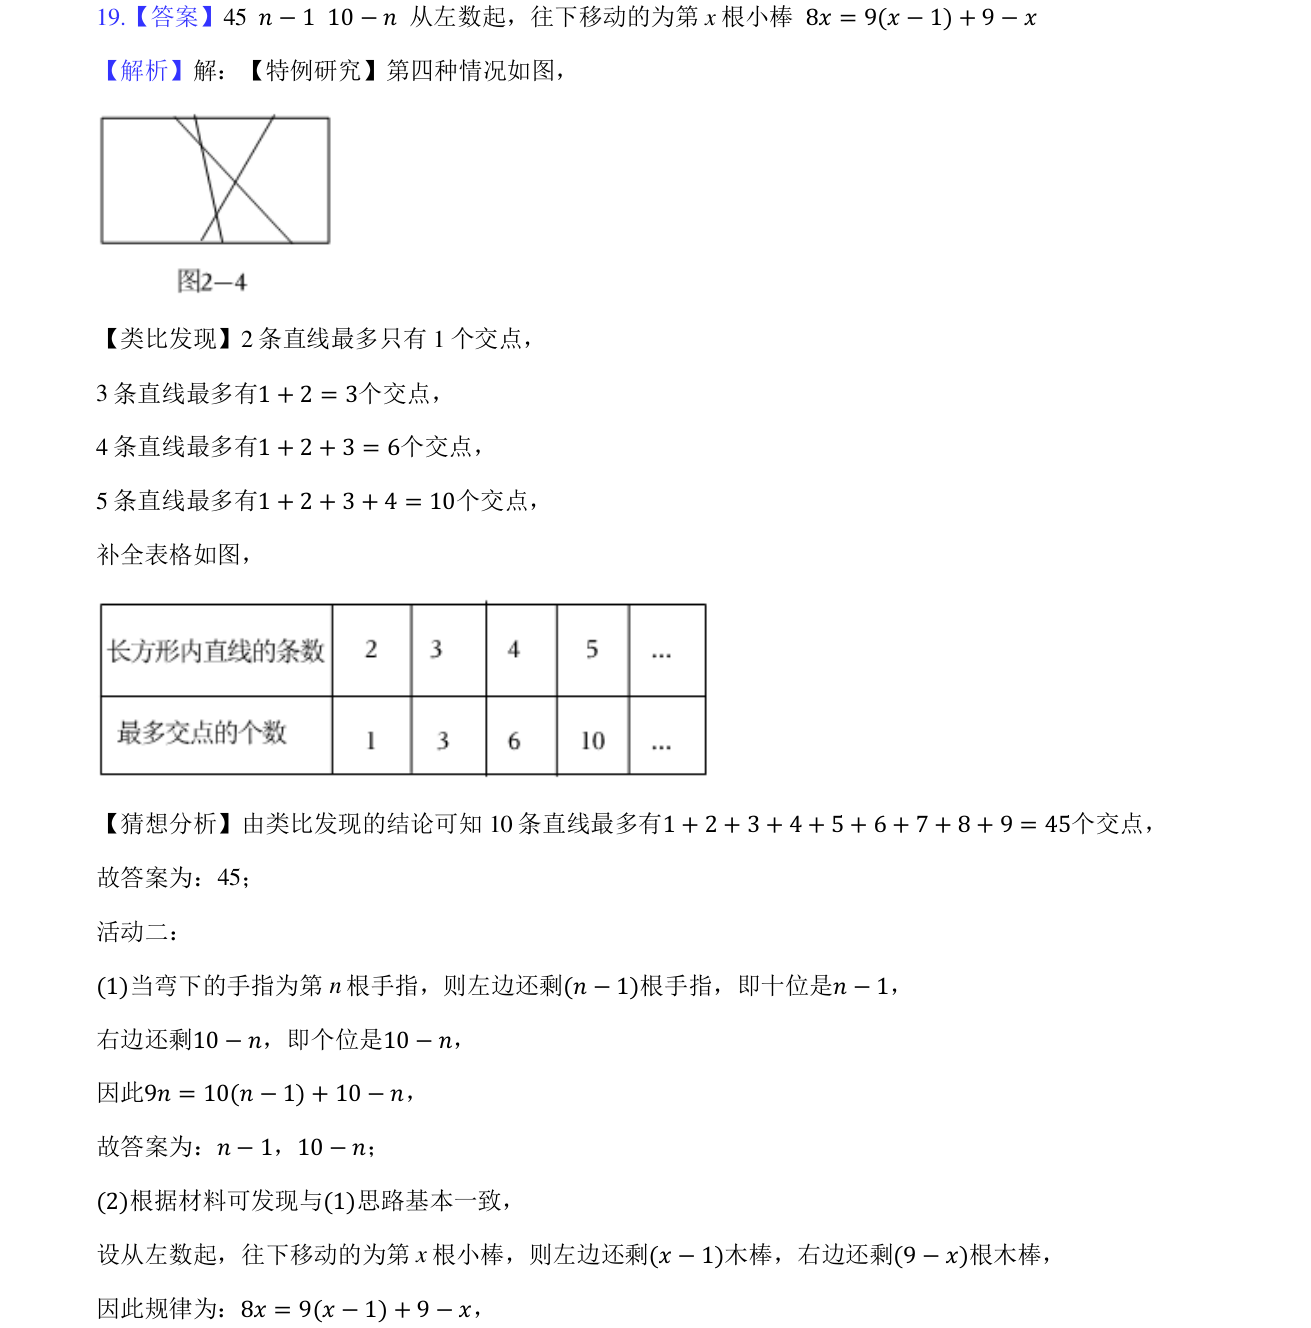 19.【答案】45 n − 1 10 − n 从左数起，往下移动的为第 x 根小棒 8x = 9(x − 1) + 9 − x
【解析】解：【特例研究】第四种情况如图，
图2—4
【类比发现】2 条直线最多只有 1 个交点，
3 条直线最多有1 + 2 = 3个交点，
4 条直线最多有1 + 2 + 3 = 6个交点，
5 条直线最多有1 + 2 + 3 + 4 = 10个交点，
补全表格如图，
长方形内直线的条数 2 3 4 5 ...
最多交点的个数 1 3 6 10 ...
【猜想分析】由类比发现的结论可知 10 条直线最多有1 + 2 + 3 + 4 + 5 + 6 + 7 + 8 + 9 = 45个交点，
故答案为：45；
活动二：
(1)当弯下的手指为第 n 根手指，则左边还剩(n − 1)根手指，即十位是n − 1，
右边还剩10 − n，即个位是10 − n，
因此9n = 10(n − 1) + 10 − n，
故答案为：n − 1，10 − n；
(2)根据材料可发现与(1)思路基本一致，
设从左数起，往下移动的为第 x 根小棒，则左边还剩(x − 1)木棒，右边还剩(9 − x)根木棒，
因此规律为：8x = 9(x − 1) + 9 − x，